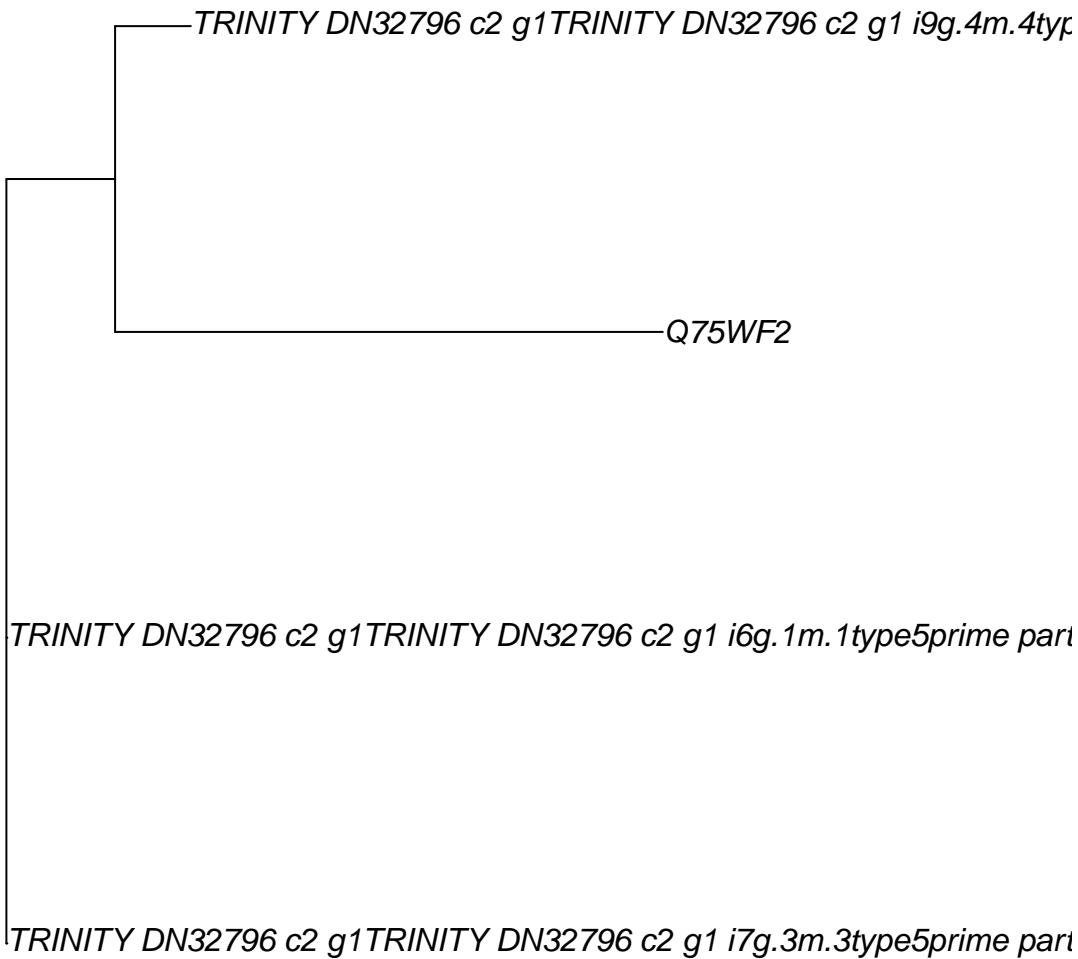 TRINITY DN32796 c2 g1TRINITY DN32796 c2 g1 i9g.4m.4typ
Q75WF2
TRINITY DN32796 c2 g1TRINITY DN32796 c2 g1 i6g.1m.1type5prime part
TRINITY DN32796 c2 g1TRINITY DN32796 c2 g1 i7g.3m.3type5prime part